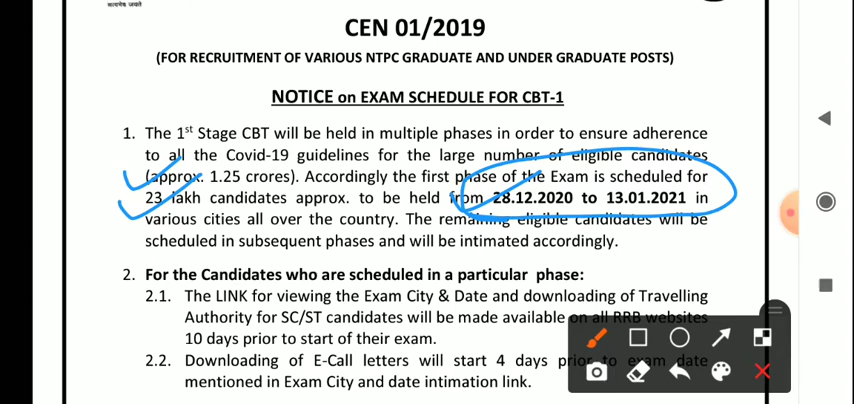 सत्यमेव जयते
CEN 01/2019
(FOR RECRUITMENT OF VARIOUS NTPC GRADUATE AND UNDER GRADUATE POSTS)
NOTICE on EXAM SCHEDULE FOR CBT-1
1. The 1st Stage CBT will be held in multiple phases in order to ensure adherence
to all the Covid-19 guidelines for the large number of eligible candidates
(approx. 1.25 crores). Accordingly the first phase of the Exam is scheduled for
23 lakh candidates approx. to be held from 28.12.2020 to 13.01.2021 in
various cities all over the country. The remaining eligible candidates will be
scheduled in subsequent phases and will be intimated accordingly.
2. For the Candidates who are scheduled in a particular phase:
2.1. The LINK for viewing the Exam City & Date and downloading of Travelling
Authority for SC/ST candidates will be made available on all RRB websites
10 days prior to start of their exam.
2.2. Downloading of E-Call letters will start 4 days prior to exam date
mentioned in Exam City and date intimation link.